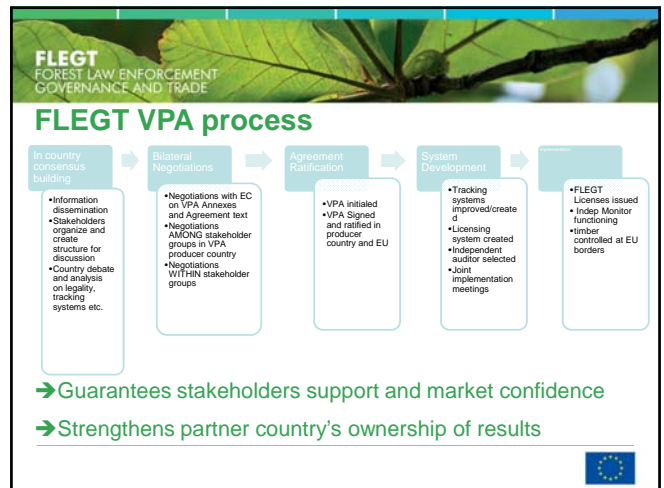 FLEGT
FOREST LAW ENFORCEMENT
GOVERNANCE AND TRADE
FLEGT VPA process
In country
consensus
building
•Information
dissemination
•Stakeholders
organize and
create
structure for
discussion
•Country debate
and analysis
on legality,
tracking
systems etc.
Bilateral
Negotiations
•Negotiations with EC
on VPA Annexes
and Agreement text
•Negotiations
AMONG stakeholder
groups in VPA
producer country
•Negotiations
WITHIN stakeholder
groups
Agreement
Ratification
•VPA initialed
•VPA Signed
and ratified in
producer
country and EU
System
Development
•Tracking
systems
improved/create
d
•Licensing
system created
•Independent
auditor selected
•Joint
implementation
meetings
•FLEGT
Licenses issued
• Indep Monitor
functioning
•timber
controlled at EU
borders
➔Guarantees stakeholders support and market confidence
➔Strengthens partner country's ownership of results